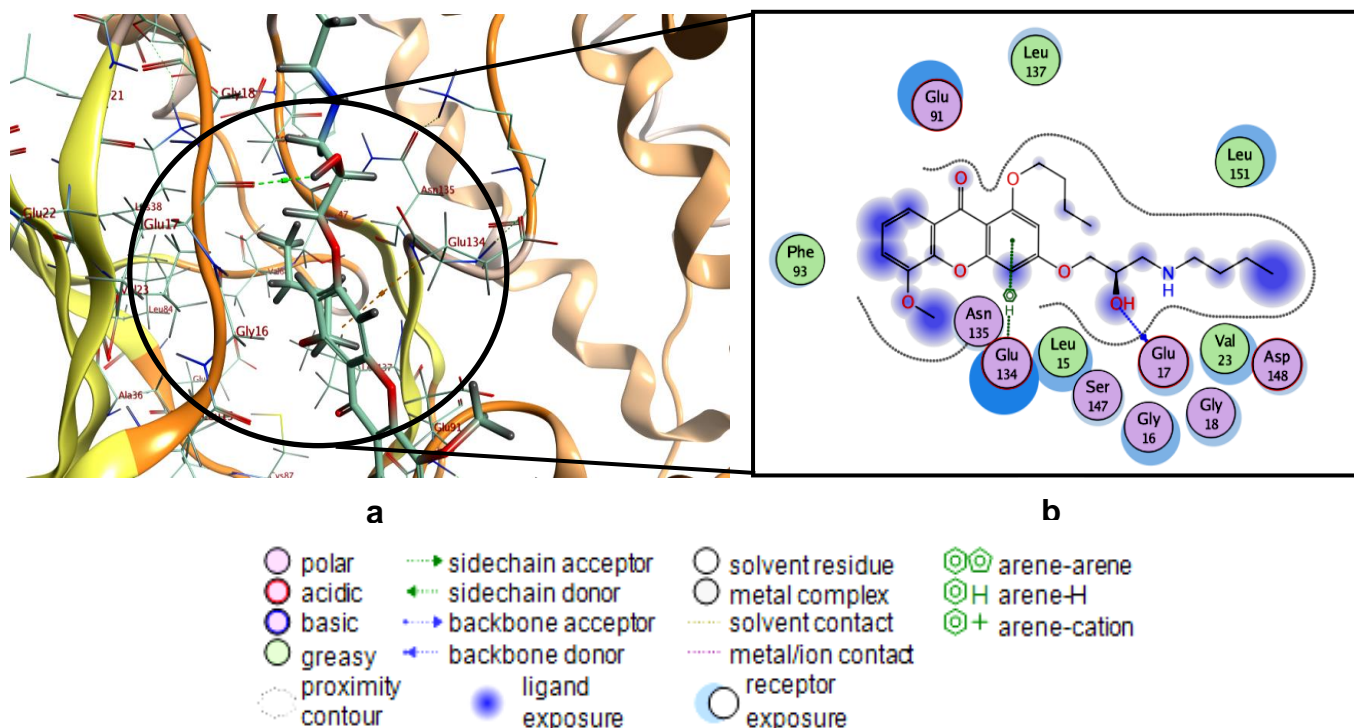 21
Gly18
Asn135
Glu22
Glu17
Glu134
Val23
Leu84
Gly16
Ala36
Glu91
Cys87
Leu
137
Glu
91
Leu
151
Phe
93
O
O
O
O
O
OH
N
H
H
Asn
135
Glu
134
Leu
15
Ser
147
Glu
17
Val
23
Asp
148
Gly
16
Gly
18
a
b
polar
acidic
basic
greasy
proximity
contour
sidechain acceptor
sidechain donor
backbone acceptor
backbone donor
ligand
exposure
solvent residue
metal complex
solvent contact
metal/ion contact
receptor
exposure
arene-arene
H arene-H
+ arene-cation